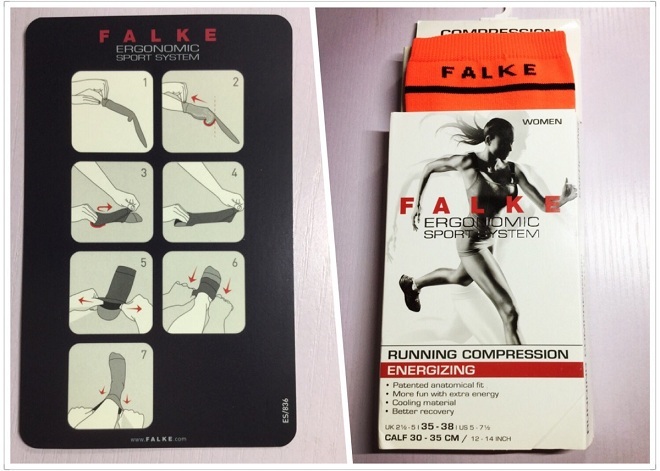 FALKE
ERGONOMIC
SPORT SYSTEM
1
2
3
4
5
6
7
www.FALKE.com
ES/836
COMPRESSION
FALKE
WOMEN
FALKE
ERGONOMIC
SPORT SYSTEM
RUNNING COMPRESSION
ENERGIZING
• Patented anatomical fit
• More fun with extra energy
• Cooling material
• Better recovery
UK 2½ - 5 I 35 - 38 I US 5 - 7½
CALF 30 - 35 CM / 12 - 14 INCH